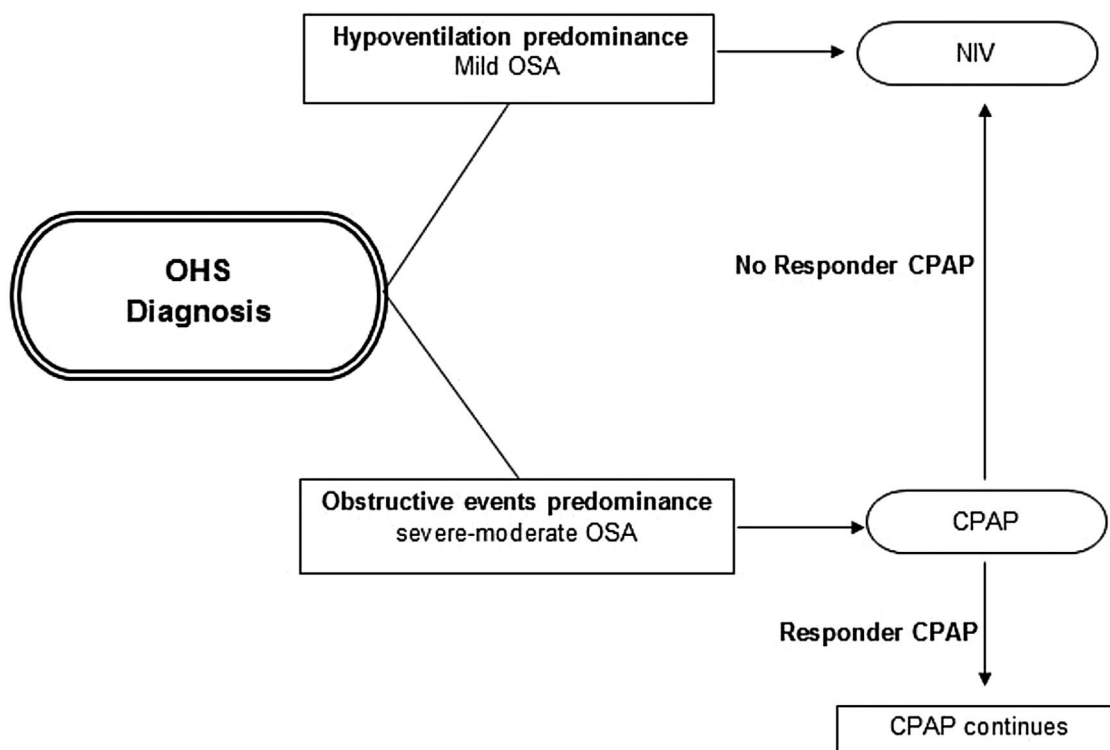 Hypoventilation predominance
Mild OSA
NIV
OHS
Diagnosis
No Responder CPAP
Obstructive events predominance
severe-moderate OSA
CPAP
Responder CPAP
CPAP continues